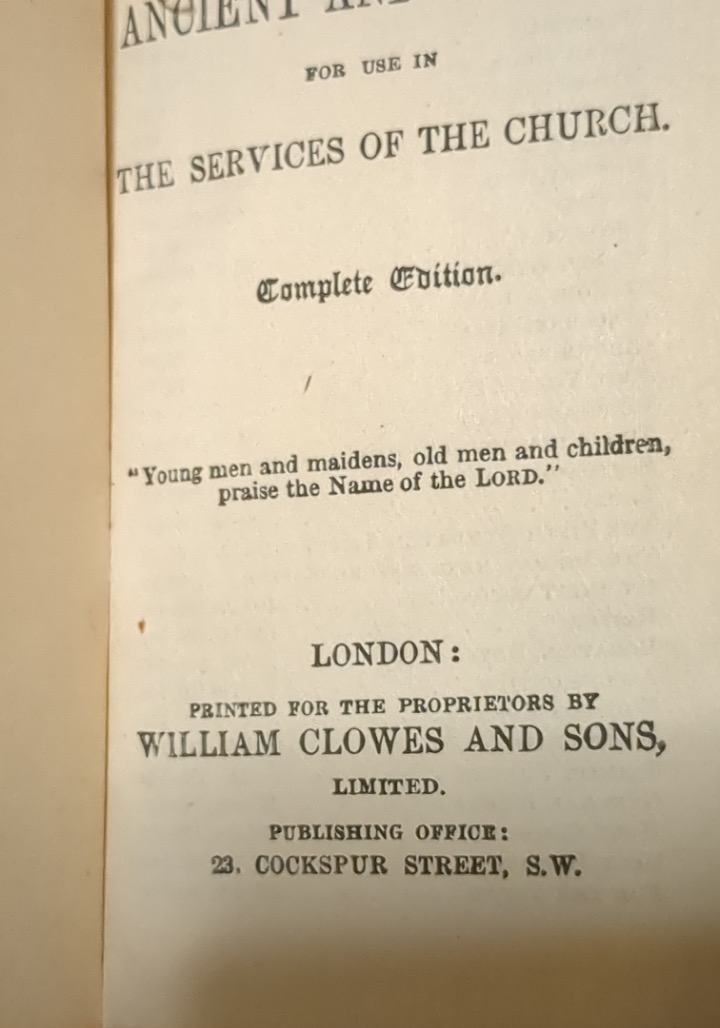 ANCIENT AND
FOR USE IN
THE SERVICES OF THE CHURCH.
Complete Edition.
"Young men and maidens, old men and children,
praise the Name of the LORD."
LONDON:
PRINTED FOR THE PROPRIETORS BY
WILLIAM CLOWES AND SONS,
LIMITED.
PUBLISHING OFFICE:
23, COCKSPUR STREET, S.W.